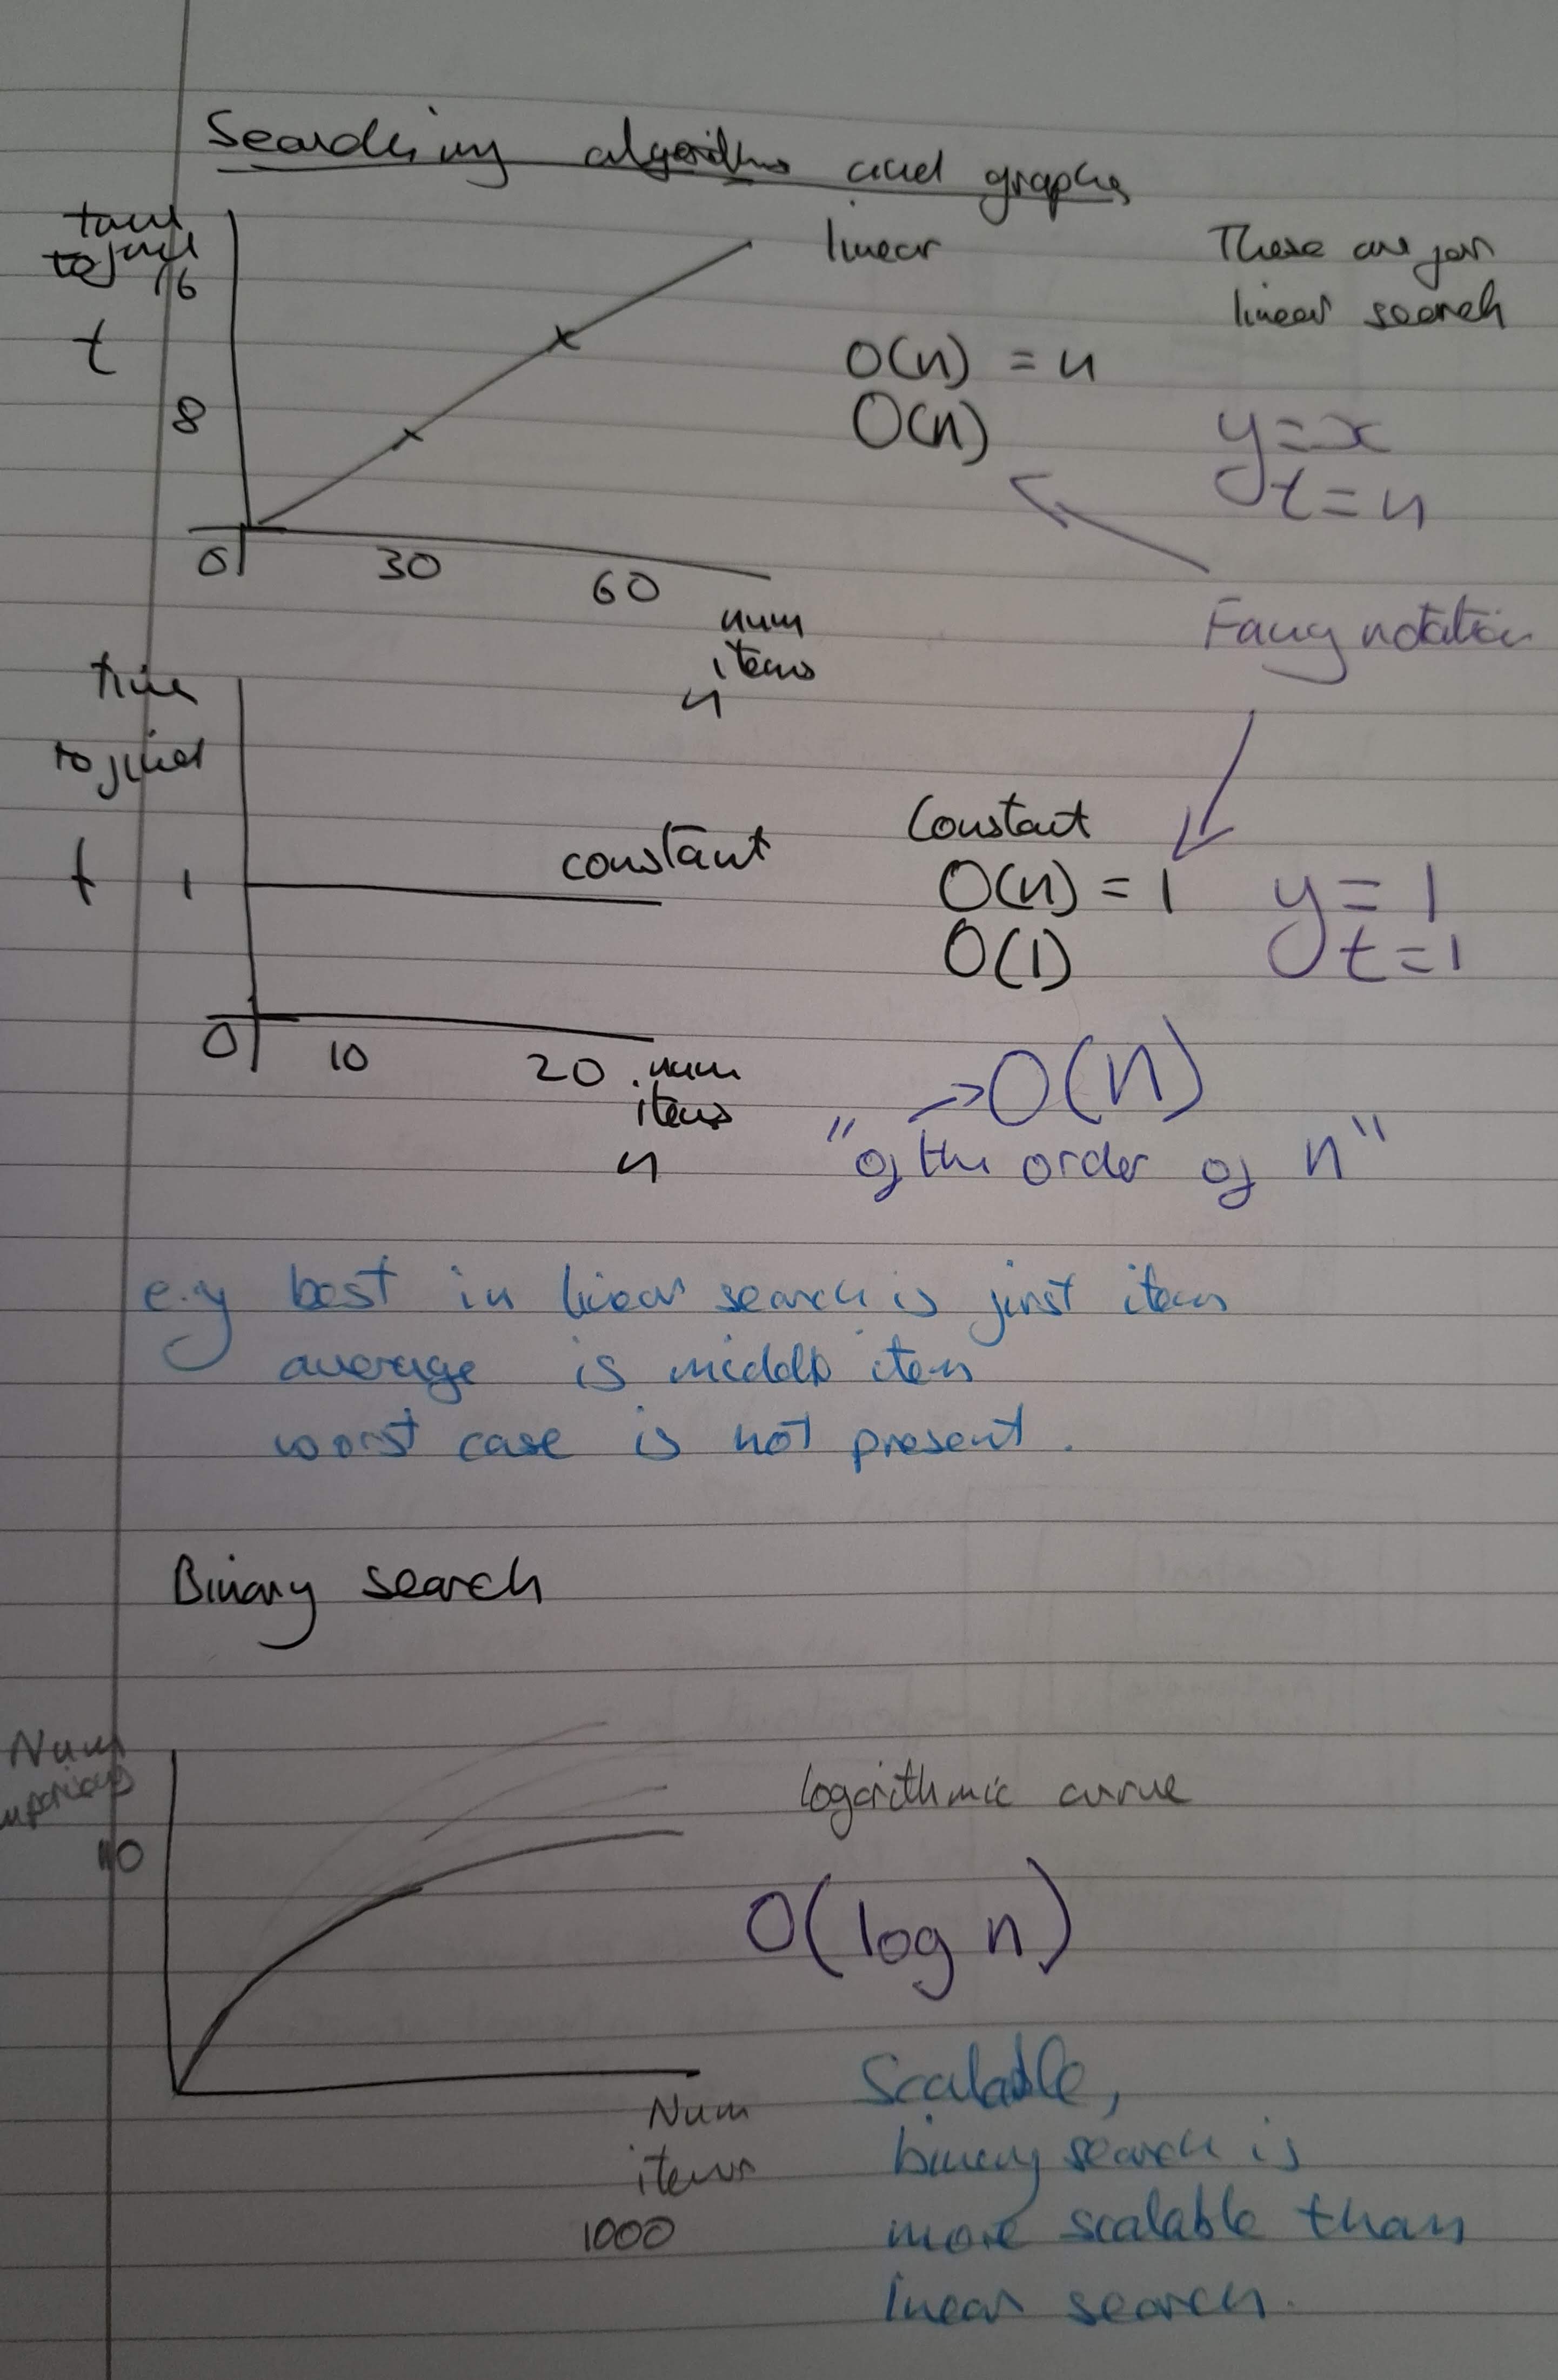 Searching algorithms and graphs
time
to find
16
t
8
0
30
60
num
items
n
linear
O(n) = n
O(n)
These are for
linear search
y=x
t=n
Fancy notation
time
to find
t
1
constant
0
10
20
num
items
n
Constant
O(n) = 1
O(1)
y=1
t=1
→O(n)
"of the order of n"
e.g best in linear search is first item
average is middle item
worst case is not present.
Binary search
Num
10
logarithmic curve
O(log n)
Num
items
1000
Scalable,
binary search is
more scalable than
linear search.